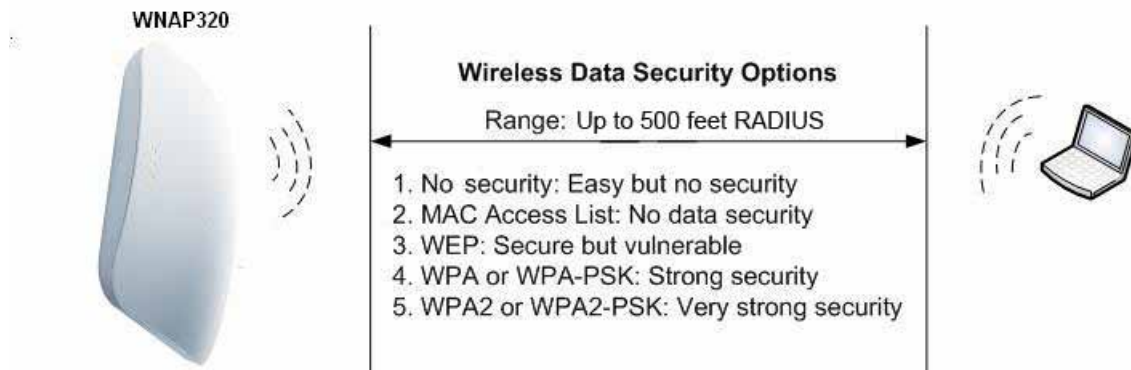 WNAP320
Wireless Data Security Options
Range: Up to 500 feet RADIUS
1. No security: Easy but no security
2. MAC Access List: No data security
3. WEP: Secure but vulnerable
4. WPA or WPA-PSK: Strong security
5. WPA2 or WPA2-PSK: Very strong security